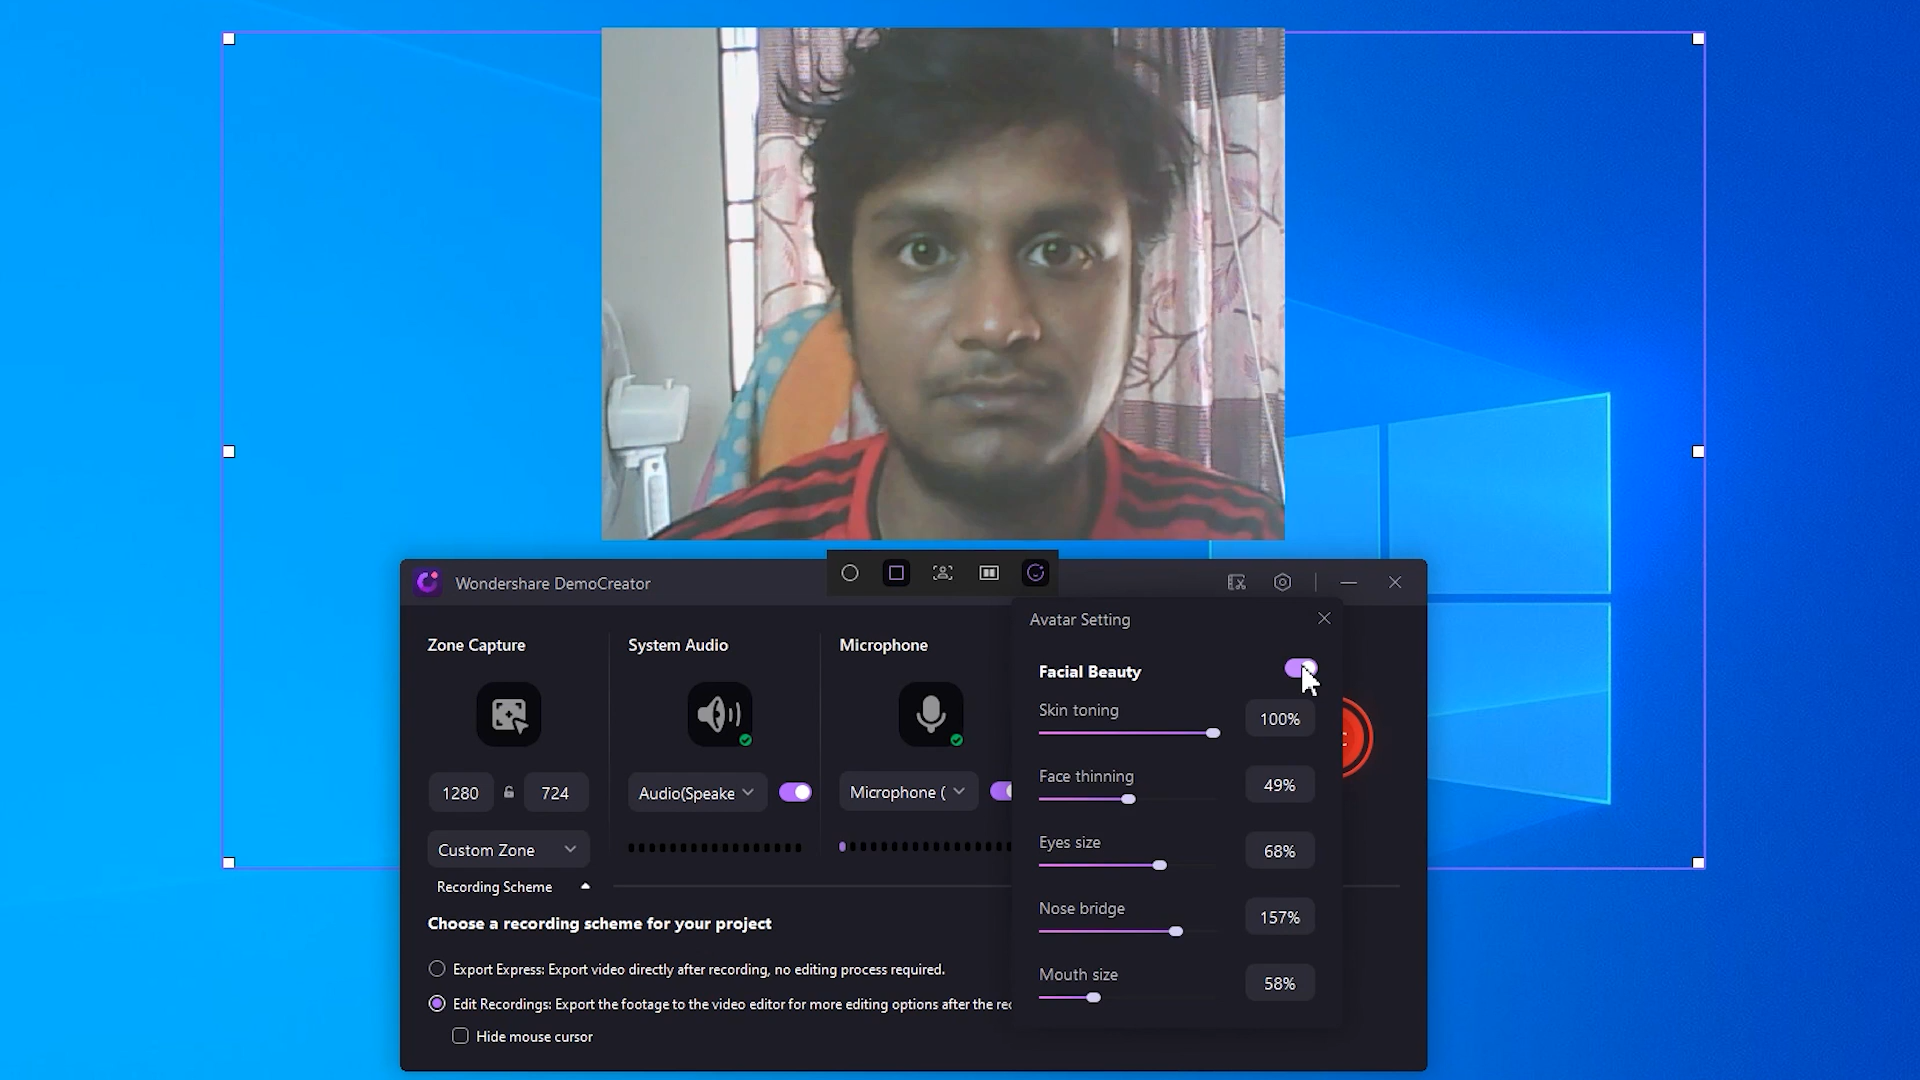 Wondershare DemoCreator
Avatar Setting
Zone Capture
System Audio
Microphone
Facial Beauty
Skin toning
100%
Face thinning
49%
1280
724
Audio(Speake
Microphone (
Eyes size
68%
Custom Zone
Recording Scheme
Nose bridge
157%
Choose a recording scheme for your project
Export Express: Export video directly after recording, no editing process required.
Mouth size
58%
Edit Recordings: Export the footage to the video editor for more editing options after the rec
Hide mouse cursor